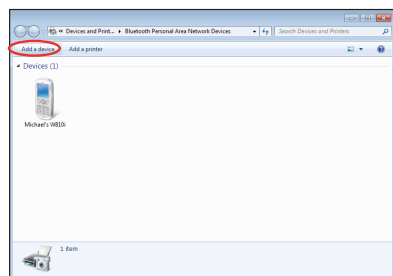 « Devices and Print... ▸ Bluetooth Personal Area Network Devices
Search Devices and Printers
Add a device
Add a printer
Devices (1)
Michael's W810i
1 item